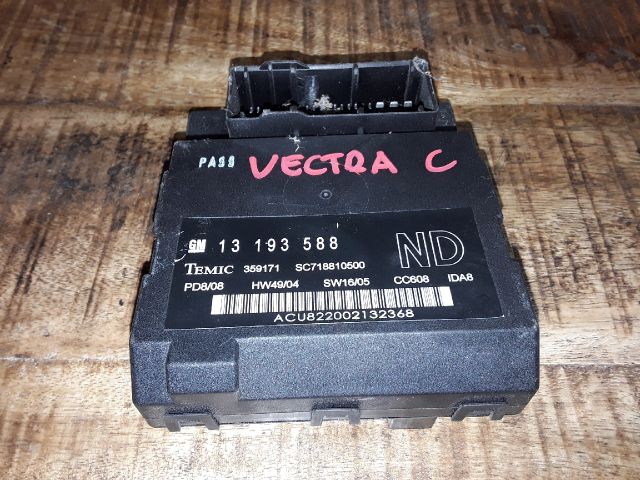 PASS VECTRA C
GM 13 193 588 ND
TEMIC 359171 SC718810500
PD8/08 HW49/04 SW16/05 CC608 IDA8
ACU822002132368